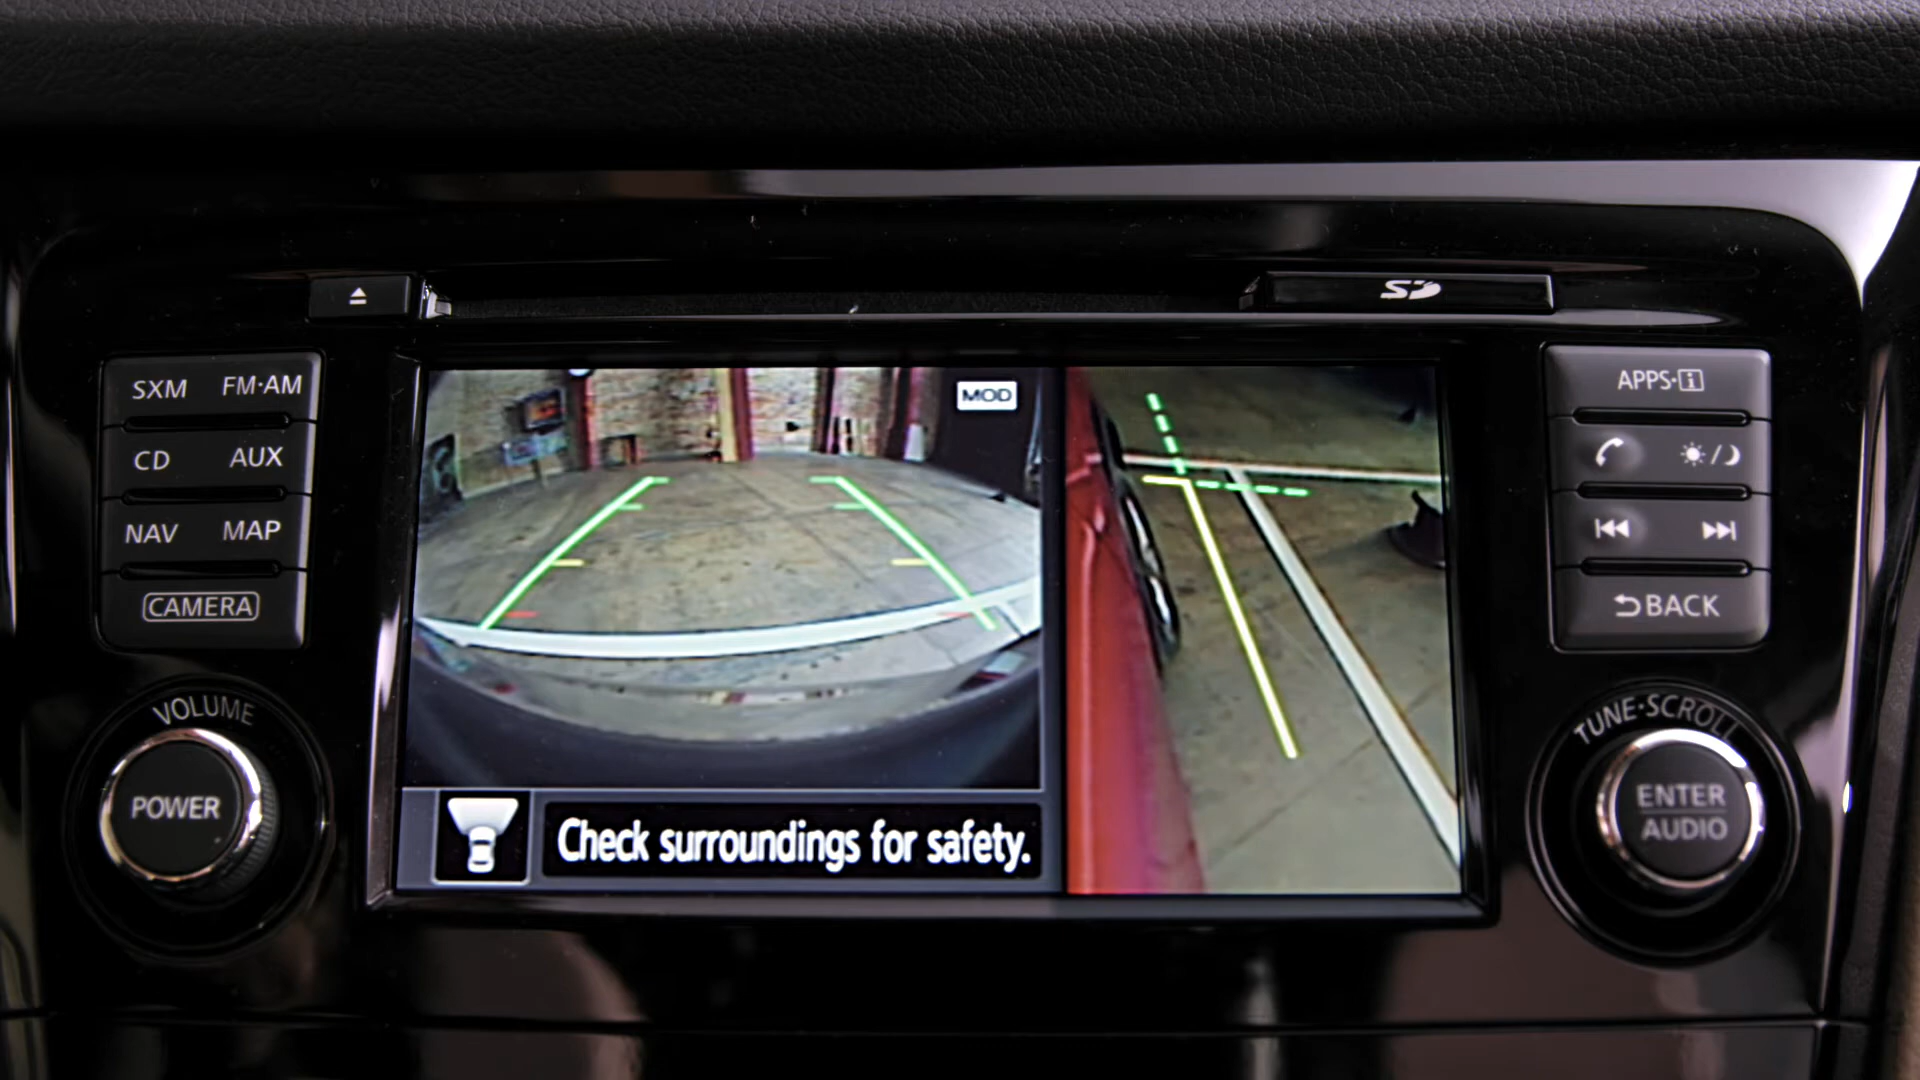 SD
SXM FM·AM
CD AUX
NAV MAP
CAMERA
VOLUME
POWER
MOD
Check surroundings for safety.
APPS·i
BACK
TUNE·SCROLL
ENTER
AUDIO